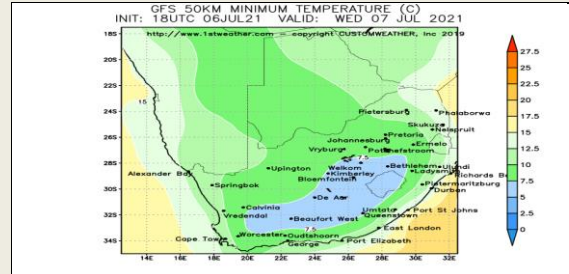 GFS 50KM MINIMUM TEMPERATURE (C)
INIT: 18UTC 06JUL21 VALID: WED 07 JUL 2021
http://www.1stweather.com — copyright CUSTOMWEATHER, Inc 2019
18S
20S
22S
24S
26S
28S
30S
32S
34S
15
Pietersburg
Phalaborwa
Skukuza
Nelspruit
Pretoria
Johannesburg
Ermelo
Vryburg
7.5
Welkom
Bethlehem
Ulundi
Alexander Bay
Upington
Kimberley
Ladysmith
Richards
Bloemfontein
Springbok
Pietermaritzburg
Durban
De Aar
Calvinia
Umtata
Port St Johns
Vredendal
Beaufort West
Queenstown
7.5
East London
Worcester
Oudtshoorn
Cape Town
George
Port Elizabeth
14E
16E
18E
20E
22E
24E
26E
28E
30E
32E
27.5
25
22.5
20
17.5
15
12.5
10
7.5
5
2.5
0